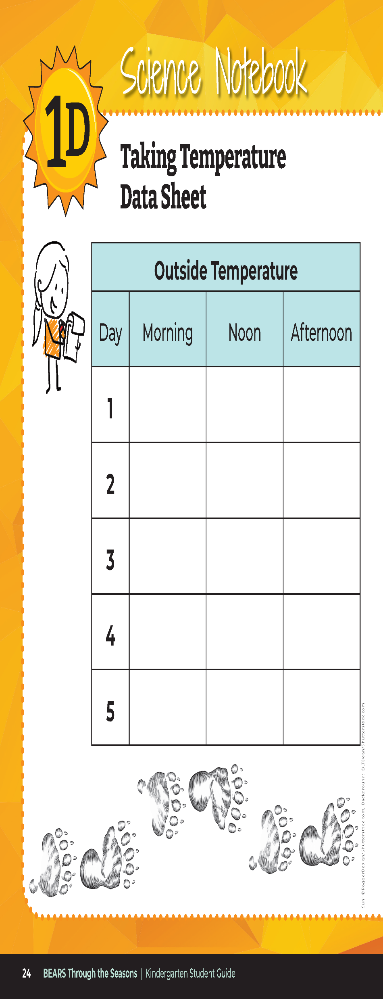 Science Notebook
1D
Taking Temperature
Data Sheet
Outside Temperature
Day Morning Noon Afternoon
1
2
3
4
5
Sun: ©RoggerDesign/Shutterstock.com; Background: ©LTDean/Shutterstock.com
24 BEARS Through the Seasons | Kindergarten Student Guide